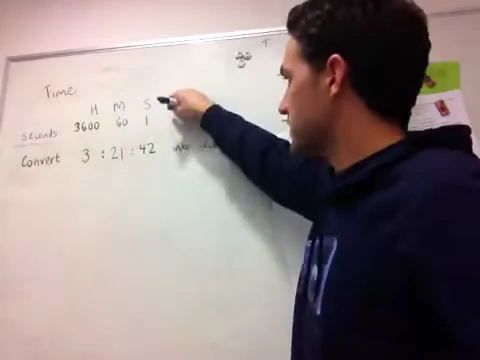 Time
H M S
seconds 3600 60 1
Convert 3 : 21 : 42 into